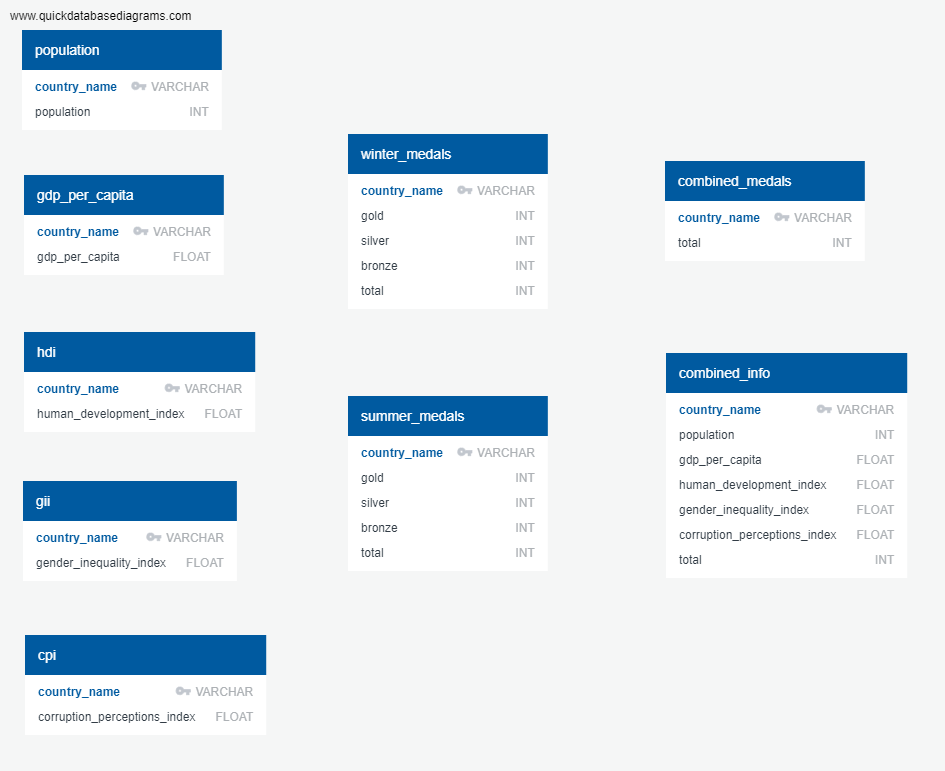 www.quickdatabasediagrams.com
population
country_name VARCHAR
population INT
gdp_per_capita
country_name VARCHAR
gdp_per_capita FLOAT
hdi
country_name VARCHAR
human_development_index FLOAT
gii
country_name VARCHAR
gender_inequality_index FLOAT
cpi
country_name VARCHAR
corruption_perceptions_index FLOAT
winter_medals
country_name VARCHAR
gold INT
silver INT
bronze INT
total INT
summer_medals
country_name VARCHAR
gold INT
silver INT
bronze INT
total INT
combined_medals
country_name VARCHAR
total INT
combined_info
country_name VARCHAR
population INT
gdp_per_capita FLOAT
human_development_index FLOAT
gender_inequality_index FLOAT
corruption_perceptions_index FLOAT
total INT